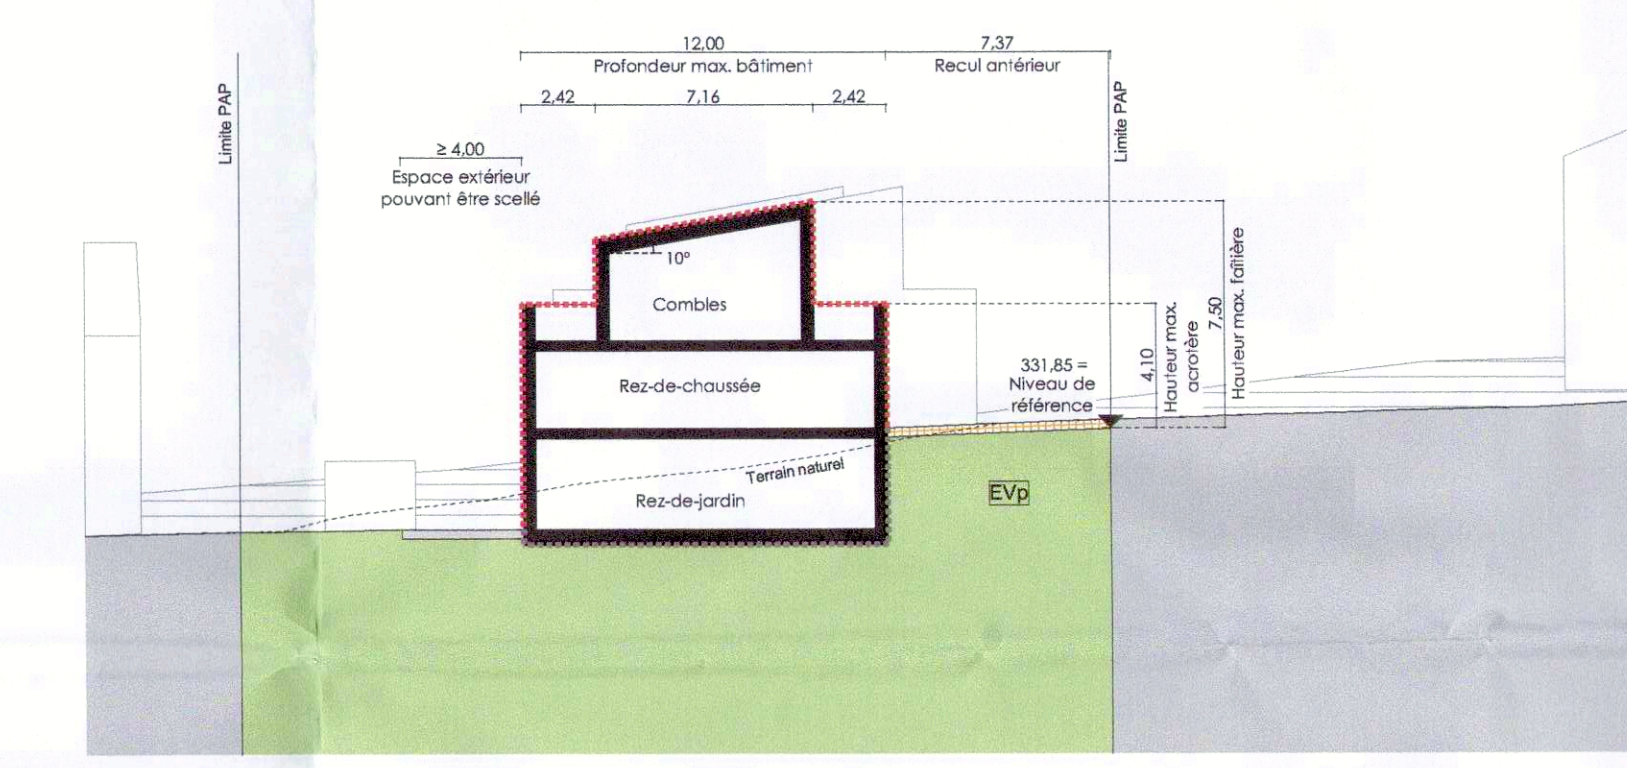 12,00
7,37
Profondeur max. bâtiment
Recul antérieur
2,42
7,16
2,42
Limite PAP
Limite PAP
≥ 4,00
Espace extérieur
pouvant être scellé
10°
Combles
Rez-de-chaussée
331,85 =
Niveau de
référence
4,10
Hauteur max.
acrotère
7,50
Hauteur max. faîtière
Terrain naturel
Rez-de-jardin
EVp